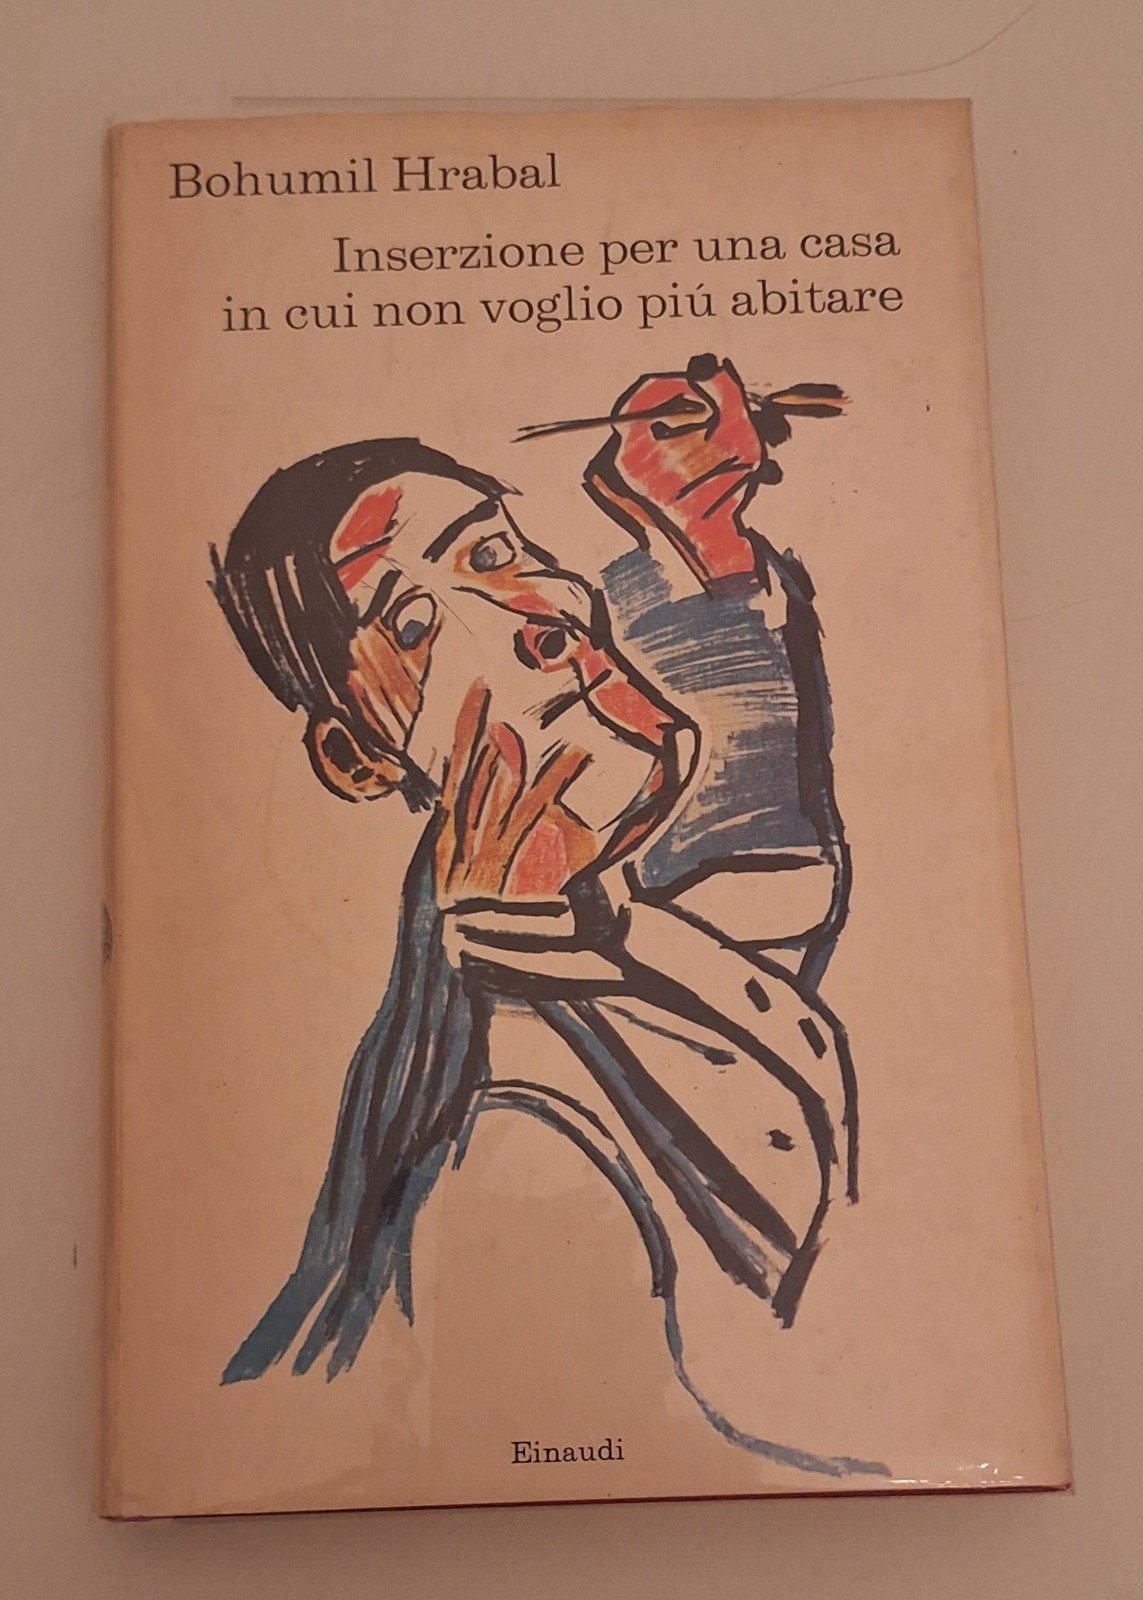 Bohumil Hrabal
Inserzione per una casa
in cui non voglio piú abitare
Einaudi